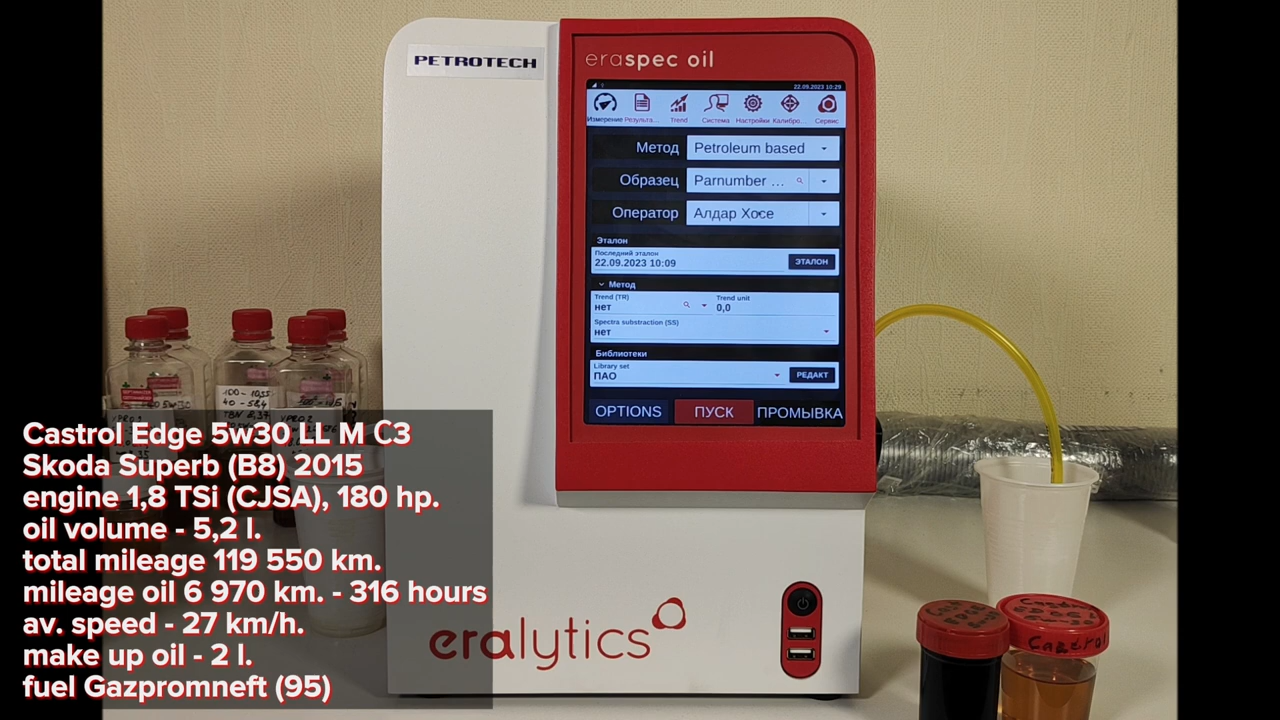 PETROTECH
eraspec oil
22.09.2023 10:29
Измерение Результа... Trend Система Настройки Калибро... Сервис
Метод Petroleum based
Образец Parnumber ...
Оператор Алдар Хосе
Эталон
Последний эталон
22.09.2023 10:09 ЭТАЛОН
Метод
Trend (TR) Trend unit
нет 0,0
Spectra substraction (SS)
нет
Библиотеки
Library set
ПАО РЕДАКТ
OPTIONS ПУСК ПРОМЫВКА
Castrol Edge 5w30 LL M C3
Skoda Superb (B8) 2015
engine 1,8 TSi (CJSA), 180 hp.
oil volume - 5,2 l.
total mileage 119 550 km.
mileage oil 6 970 km. - 316 hours
av. speed - 27 km/h.
make up oil - 2 l.
fuel Gazpromneft (95)
eralytics